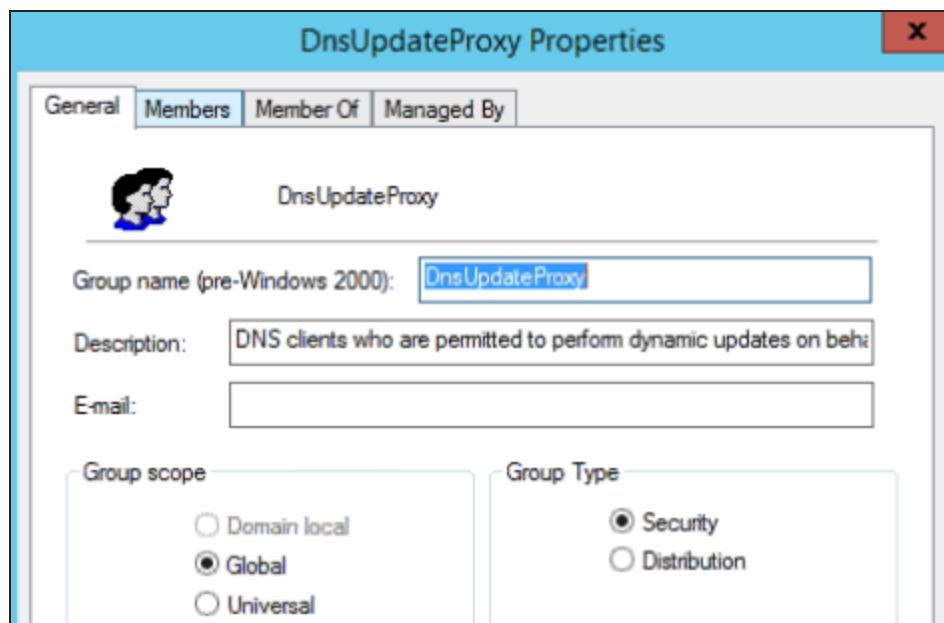 DnsUpdateProxy Properties
x
General Members Member Of Managed By
DnsUpdateProxy
Group name (pre-Windows 2000): DnsUpdateProxy
Description: DNS clients who are permitted to perform dynamic updates on beha
E-mail:
Group scope
Domain local
Global
Universal
Group Type
Security
Distribution